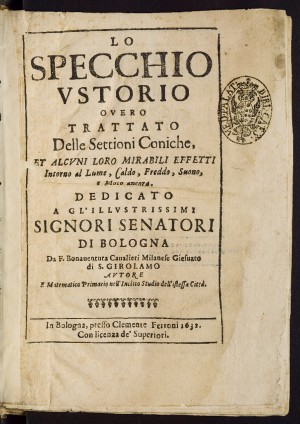 LO
SPECCHIO
VSTORIO
OVERO
TRATTATO
Delle Settioni Coniche,
ET ALCVNI LORO MIRABILI EFFETTI
Intorno al Lume, Caldo, Freddo, Suono,
e Moto ancora.
DEDICATO
A GL'ILLVSTRISSIMI
SIGNORI SENATORI
DI BOLOGNA
Da F. Bonauentura Caualieri Milanese Giesuato
di S. GIROLAMO
AVTORE
E Matematico Primario nell'Inclito Studio dell'istessa Città.
In Bologna, presso Clemente Ferroni 1632.
Con licenza de' Superiori.